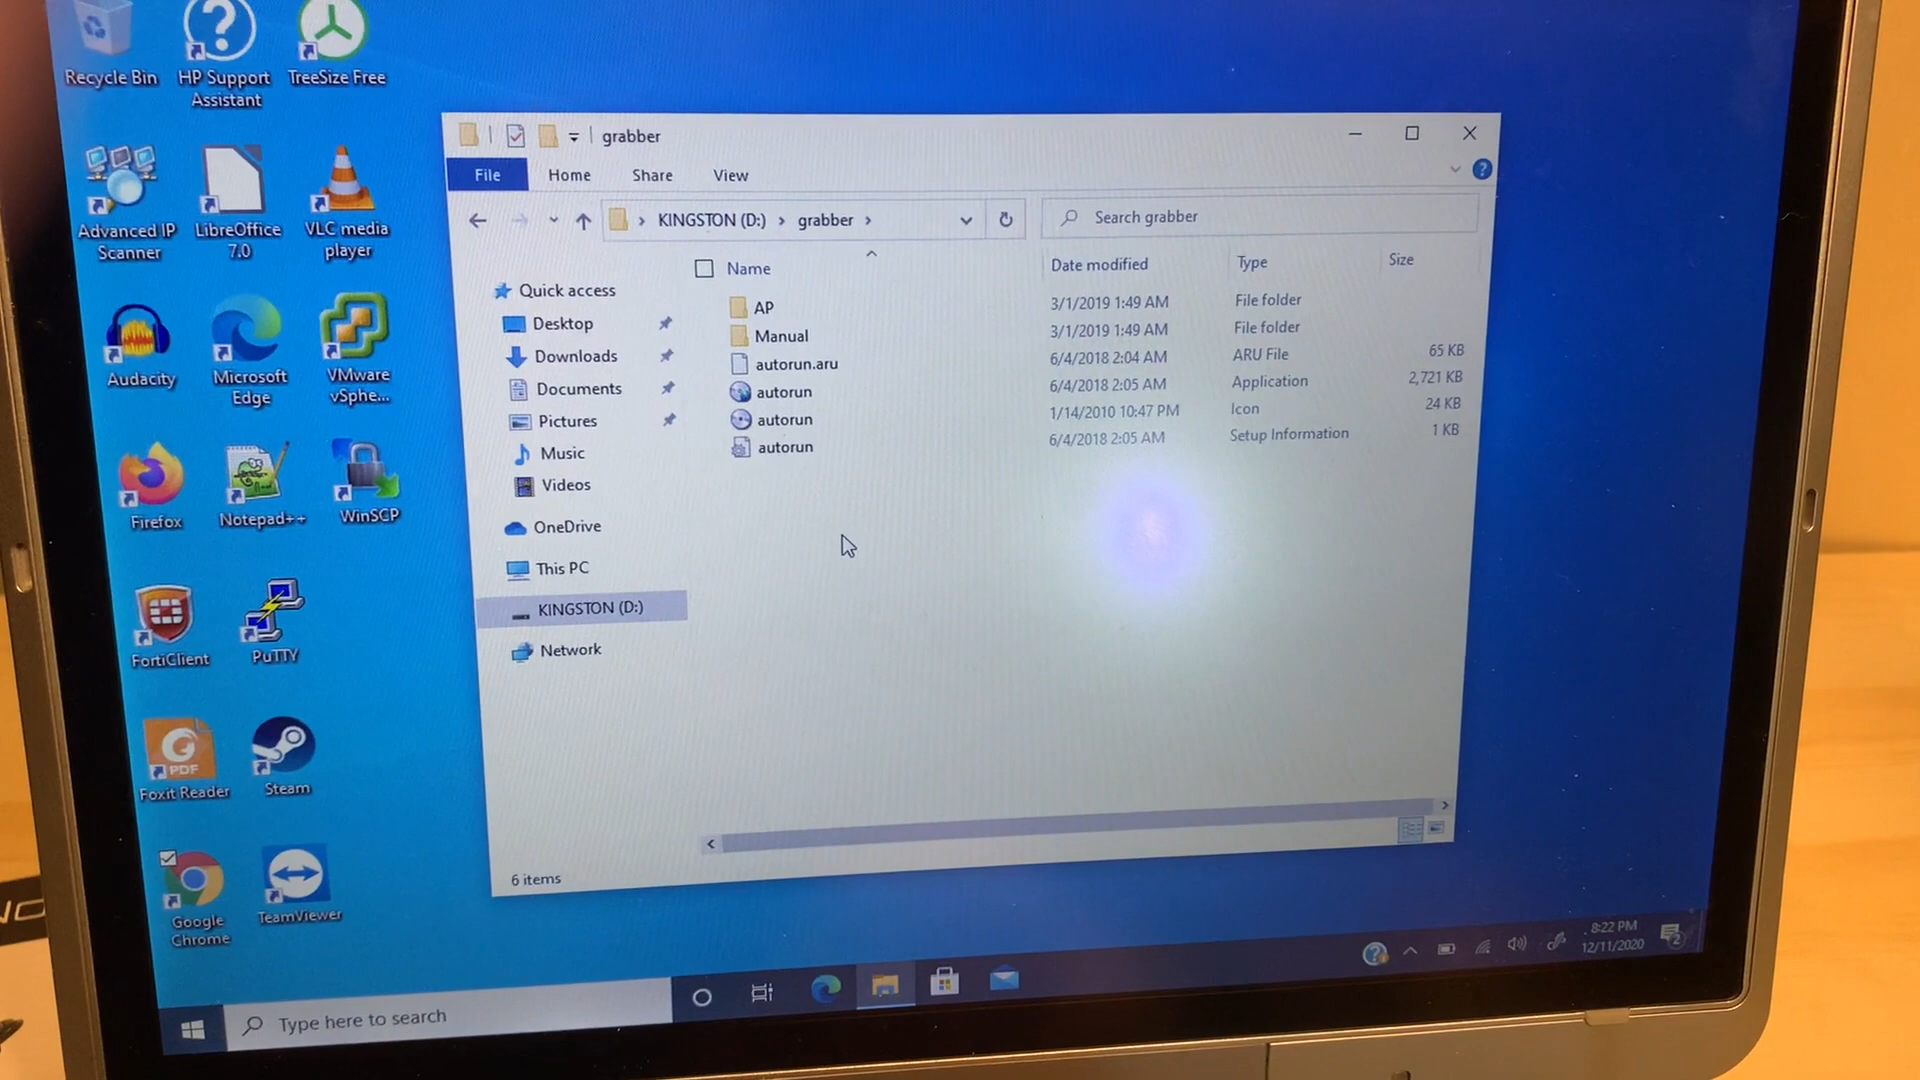 Recycle Bin
HP Support
Assistant
TreeSize Free
Advanced IP
Scanner
LibreOffice
7.0
VLC media
player
Audacity
Microsoft
Edge
VMware
vSphe...
Firefox
Notepad++
WinSCP
FortiClient
PuTTY
PDF
Foxit Reader
Steam
Google
Chrome
TeamViewer
grabber
File
Home
Share
View
KINGSTON (D:)
grabber
Search grabber
Name
Date modified
Type
Size
AP
3/1/2019 1:49 AM
File folder
Manual
3/1/2019 1:49 AM
File folder
autorun.aru
6/4/2018 2:04 AM
ARU File
65 KB
autorun
6/4/2018 2:05 AM
Application
2,721 KB
autorun
1/14/2010 10:47 PM
Icon
24 KB
autorun
6/4/2018 2:05 AM
Setup Information
1 KB
Quick access
Desktop
Downloads
Documents
Pictures
Music
Videos
OneDrive
This PC
KINGSTON (D:)
Network
6 items
Type here to search
8:22 PM
12/11/2020
2